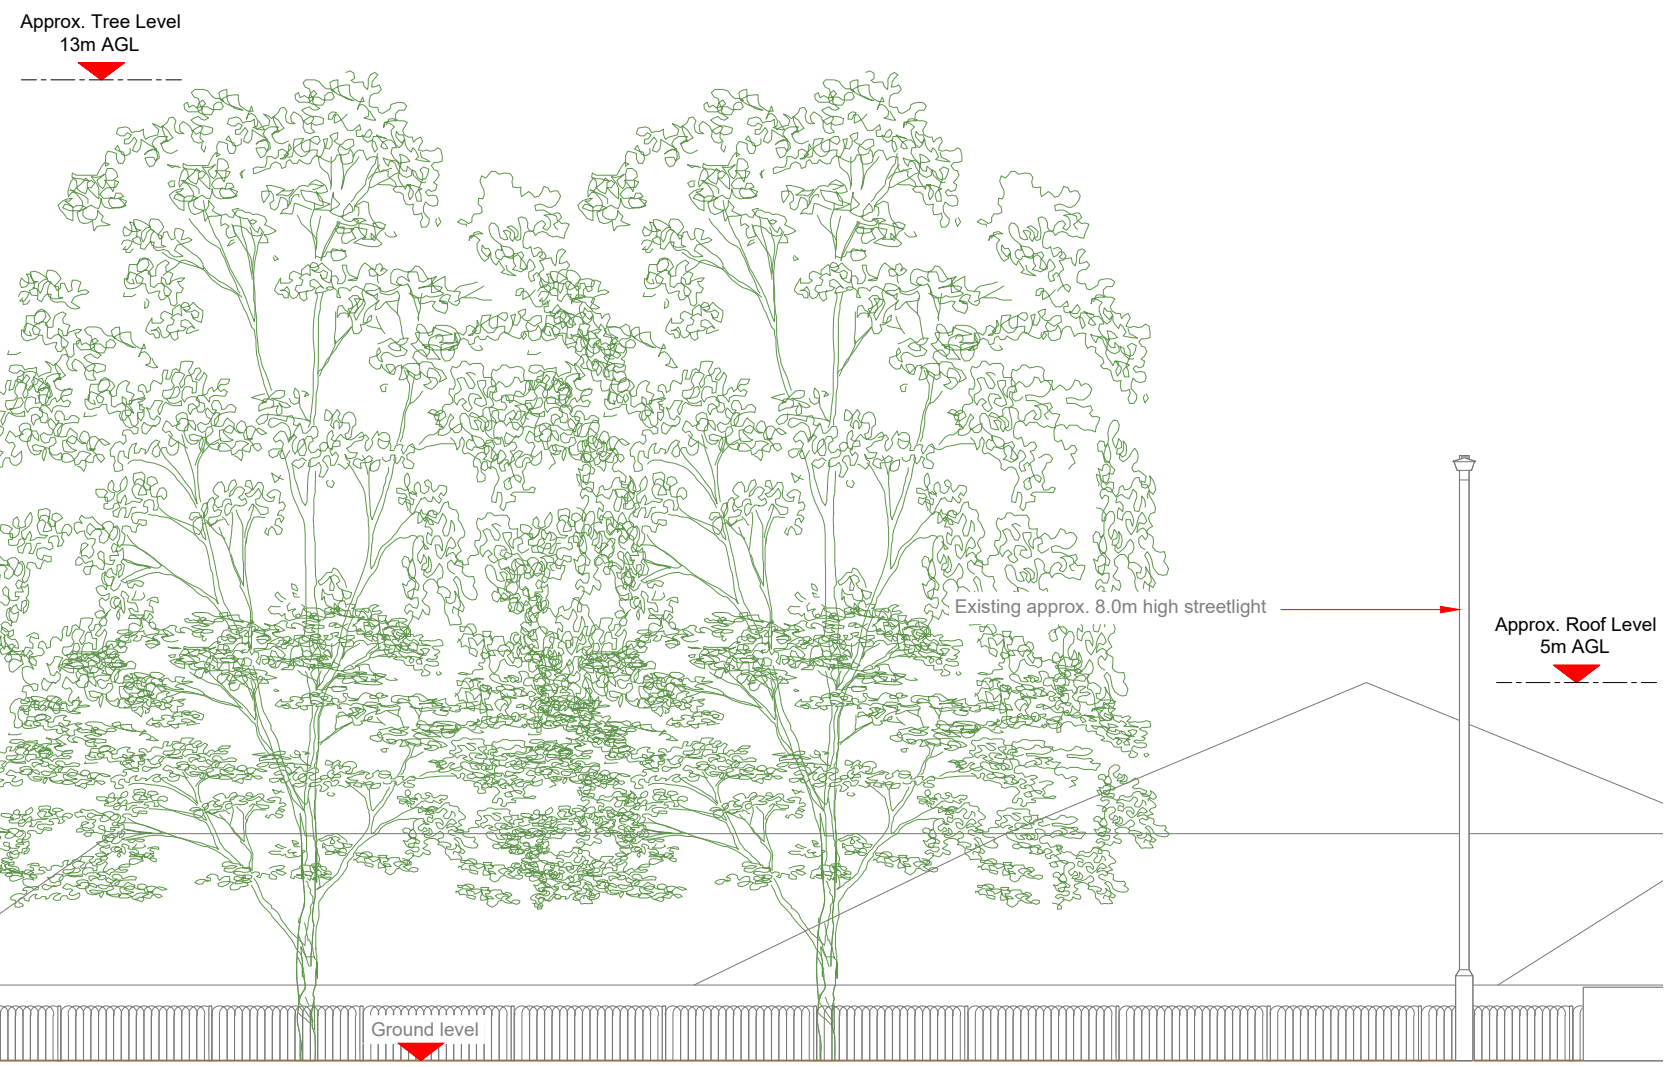 Approx. Tree Level
13m AGL
Existing approx. 8.0m high streetlight
Approx. Roof Level
5m AGL
Ground level